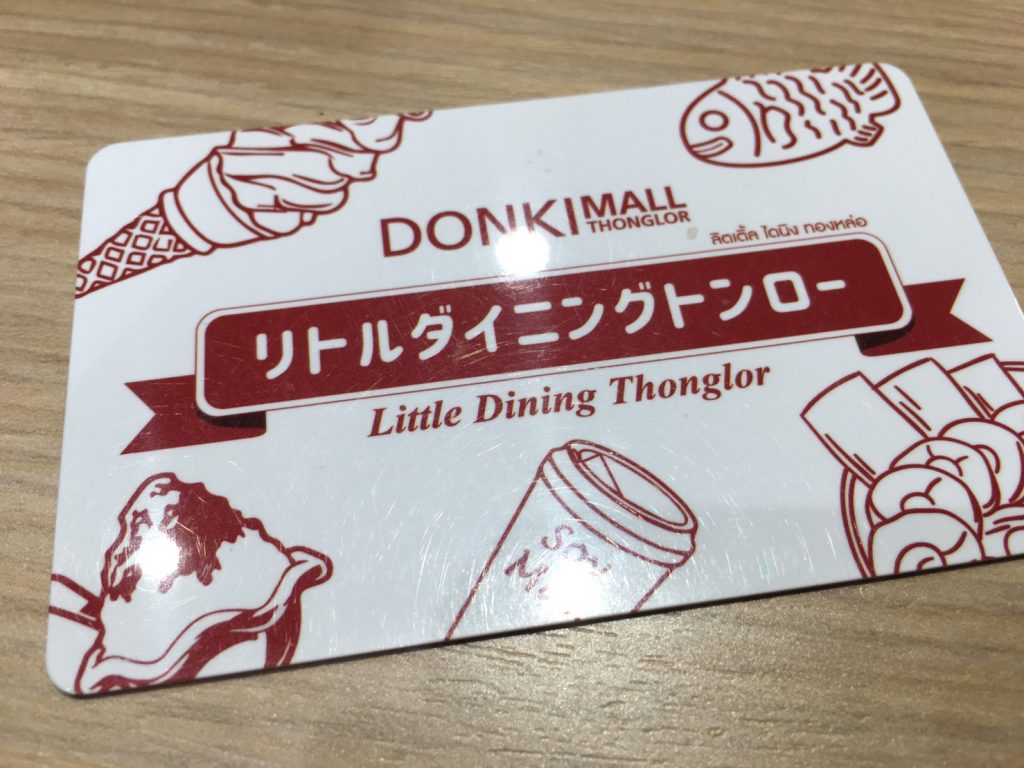 DONKI MALL
THONGLOR
ลิตเติ้ล ไดนิง ทองหล่อ
リトルダイニングトンロー
Little Dining Thonglor